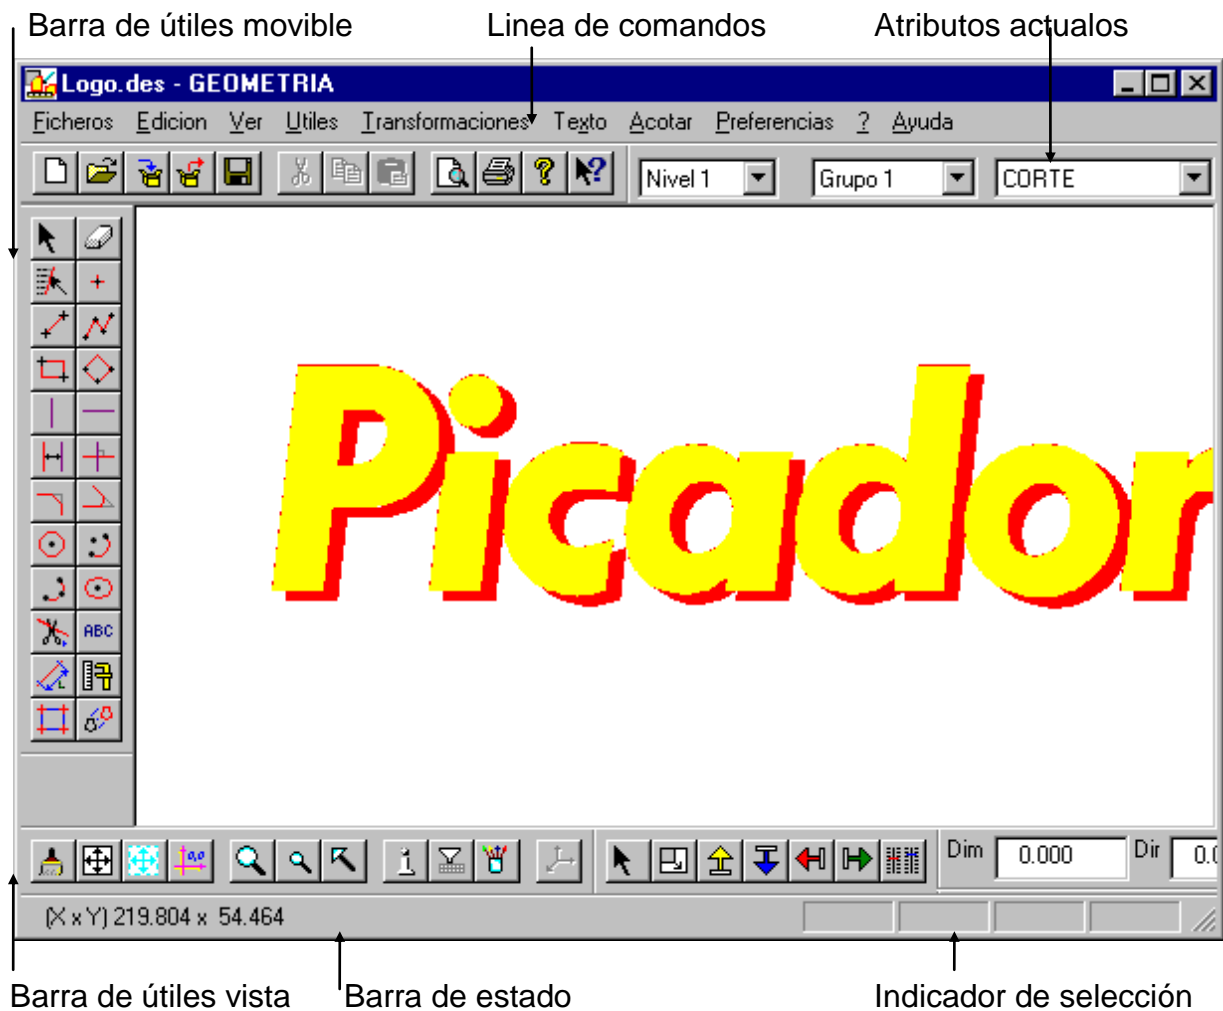 Barra de útiles movible Linea de comandos Atributos actualos
Logo.des - GEOMETRIA
Ficheros Edicion Ver Utiles Transformaciones Texto Acotar Preferencias ? Ayuda
Nivel 1 Grupo 1 CORTE
Picador
ABC
0,0
Dim 0.000 Dir
(X x Y) 219.804 x 54.464
Barra de útiles vista Barra de estado Indicador de selección